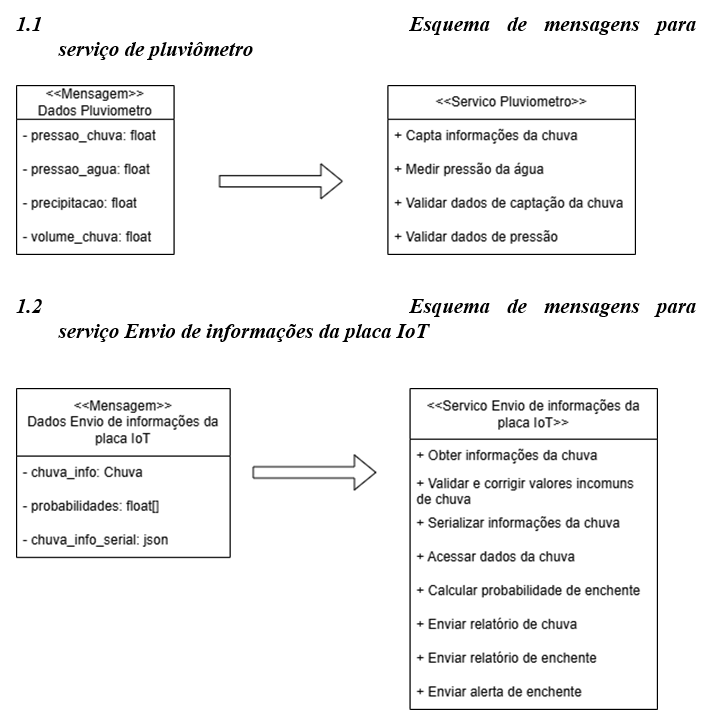 1.1 Esquema de mensagens para
serviço de pluviômetro
<<Mensagem>>
Dados Pluviometro
- pressao_chuva: float
- pressao_agua: float
- precipitacao: float
- volume_chuva: float
<<Servico Pluviometro>>
+ Capta informações da chuva
+ Medir pressão da água
+ Validar dados de captação da chuva
+ Validar dados de pressão
1.2 Esquema de mensagens para
serviço Envio de informações da placa IoT
<<Mensagem>>
Dados Envio de informações da
placa IoT
- chuva_info: Chuva
- probabilidades: float[]
- chuva_info_serial: json
<<Servico Envio de informações da
placa IoT>>
+ Obter informações da chuva
+ Validar e corrigir valores incomuns
de chuva
+ Serializar informações da chuva
+ Acessar dados da chuva
+ Calcular probabilidade de enchente
+ Enviar relatório de chuva
+ Enviar relatório de enchente
+ Enviar alerta de enchente